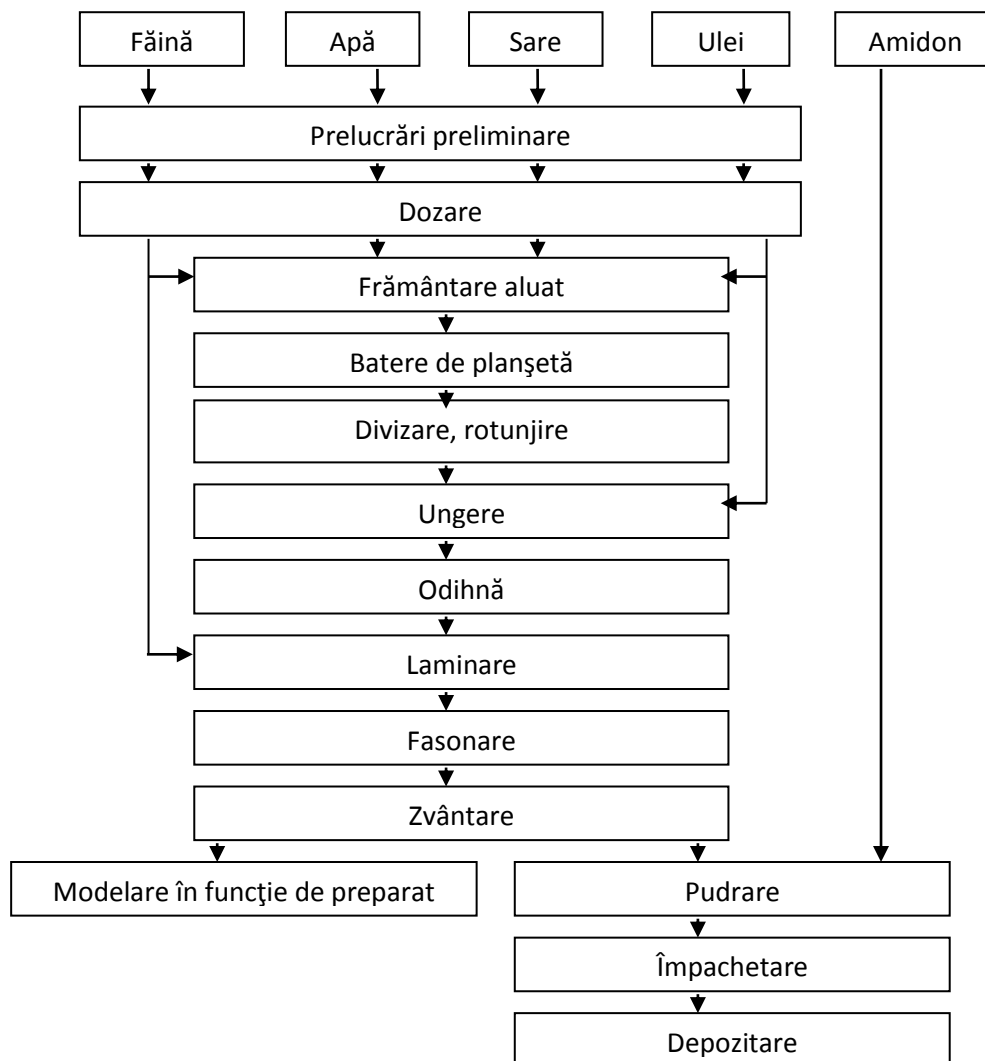 Făină
Apă
Sare
Ulei
Amidon
Prelucrări preliminare
Dozare
Frământare aluat
Batere de planşetă
Divizare, rotunjire
Ungere
Odihnă
Laminare
Fasonare
Zvântare
Modelare în funcţie de preparat
Pudrare
Împachetare
Depozitare